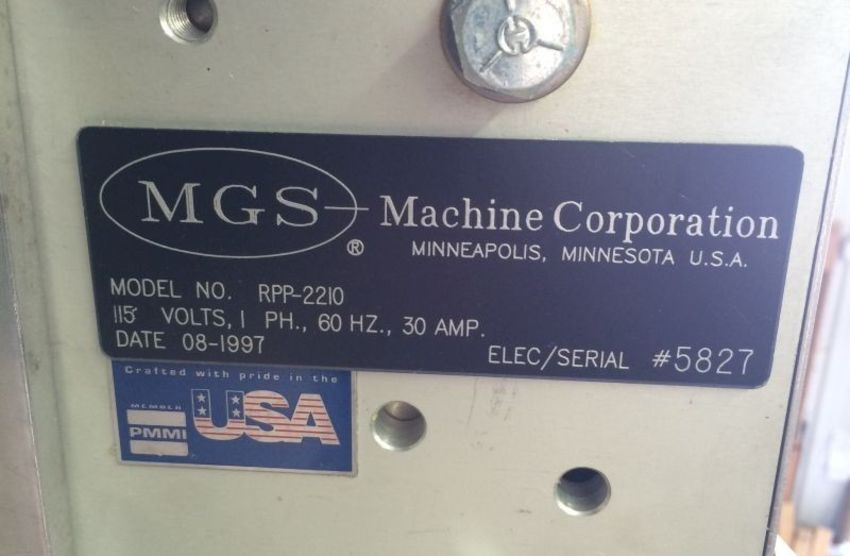 MGS
®
Machine Corporation
MINNEAPOLIS, MINNESOTA U.S.A.
MODEL NO. RPP-2210
115 VOLTS, 1 PH., 60 HZ., 30 AMP.
DATE 08-1997
ELEC/SERIAL #5827
Crafted with pride in the
USA
MEMBER
PMMI